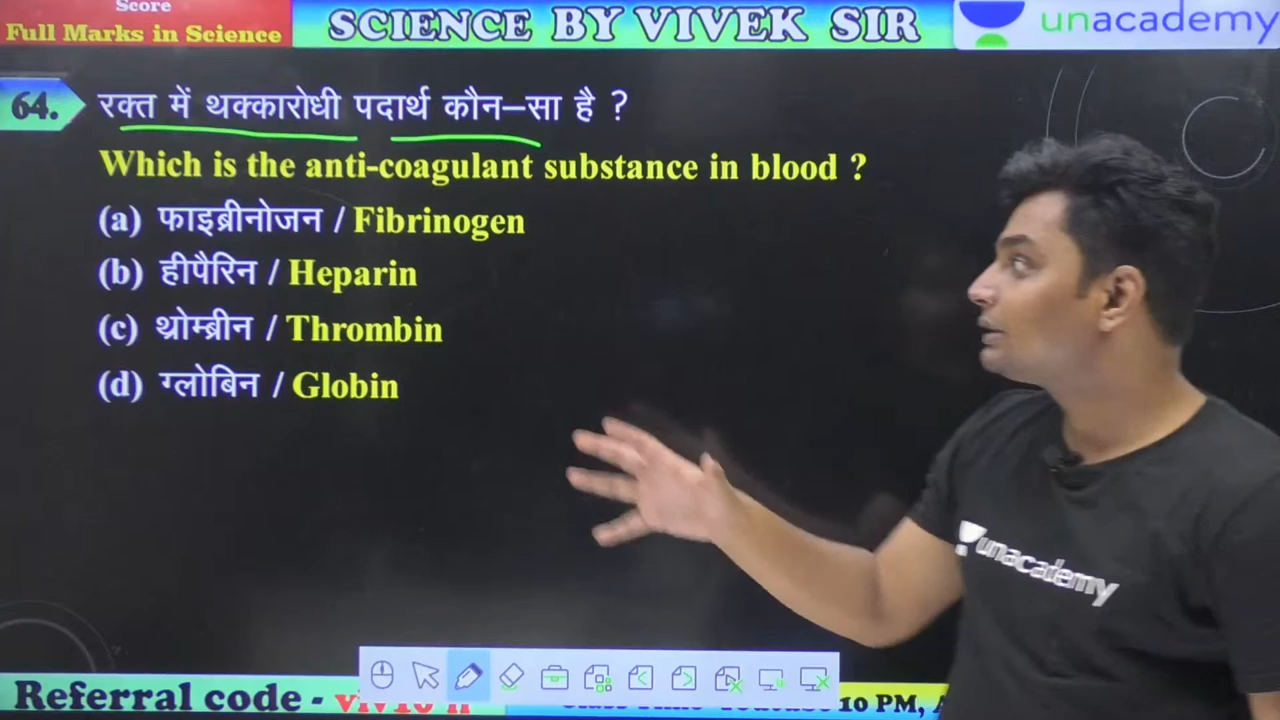 Score
Full Marks in Science
SCIENCE BY VIVEK SIR
unacademy
64. रक्त में थक्कारोधी पदार्थ कौन–सा है ?
Which is the anti-coagulant substance in blood ?
(a) फाइब्रीनोजन / Fibrinogen
(b) हीपैरिन / Heparin
(c) थ्रोम्ब्रीन / Thrombin
(d) ग्लोबिन / Globin
unacademy
Referral code -
10 PM,